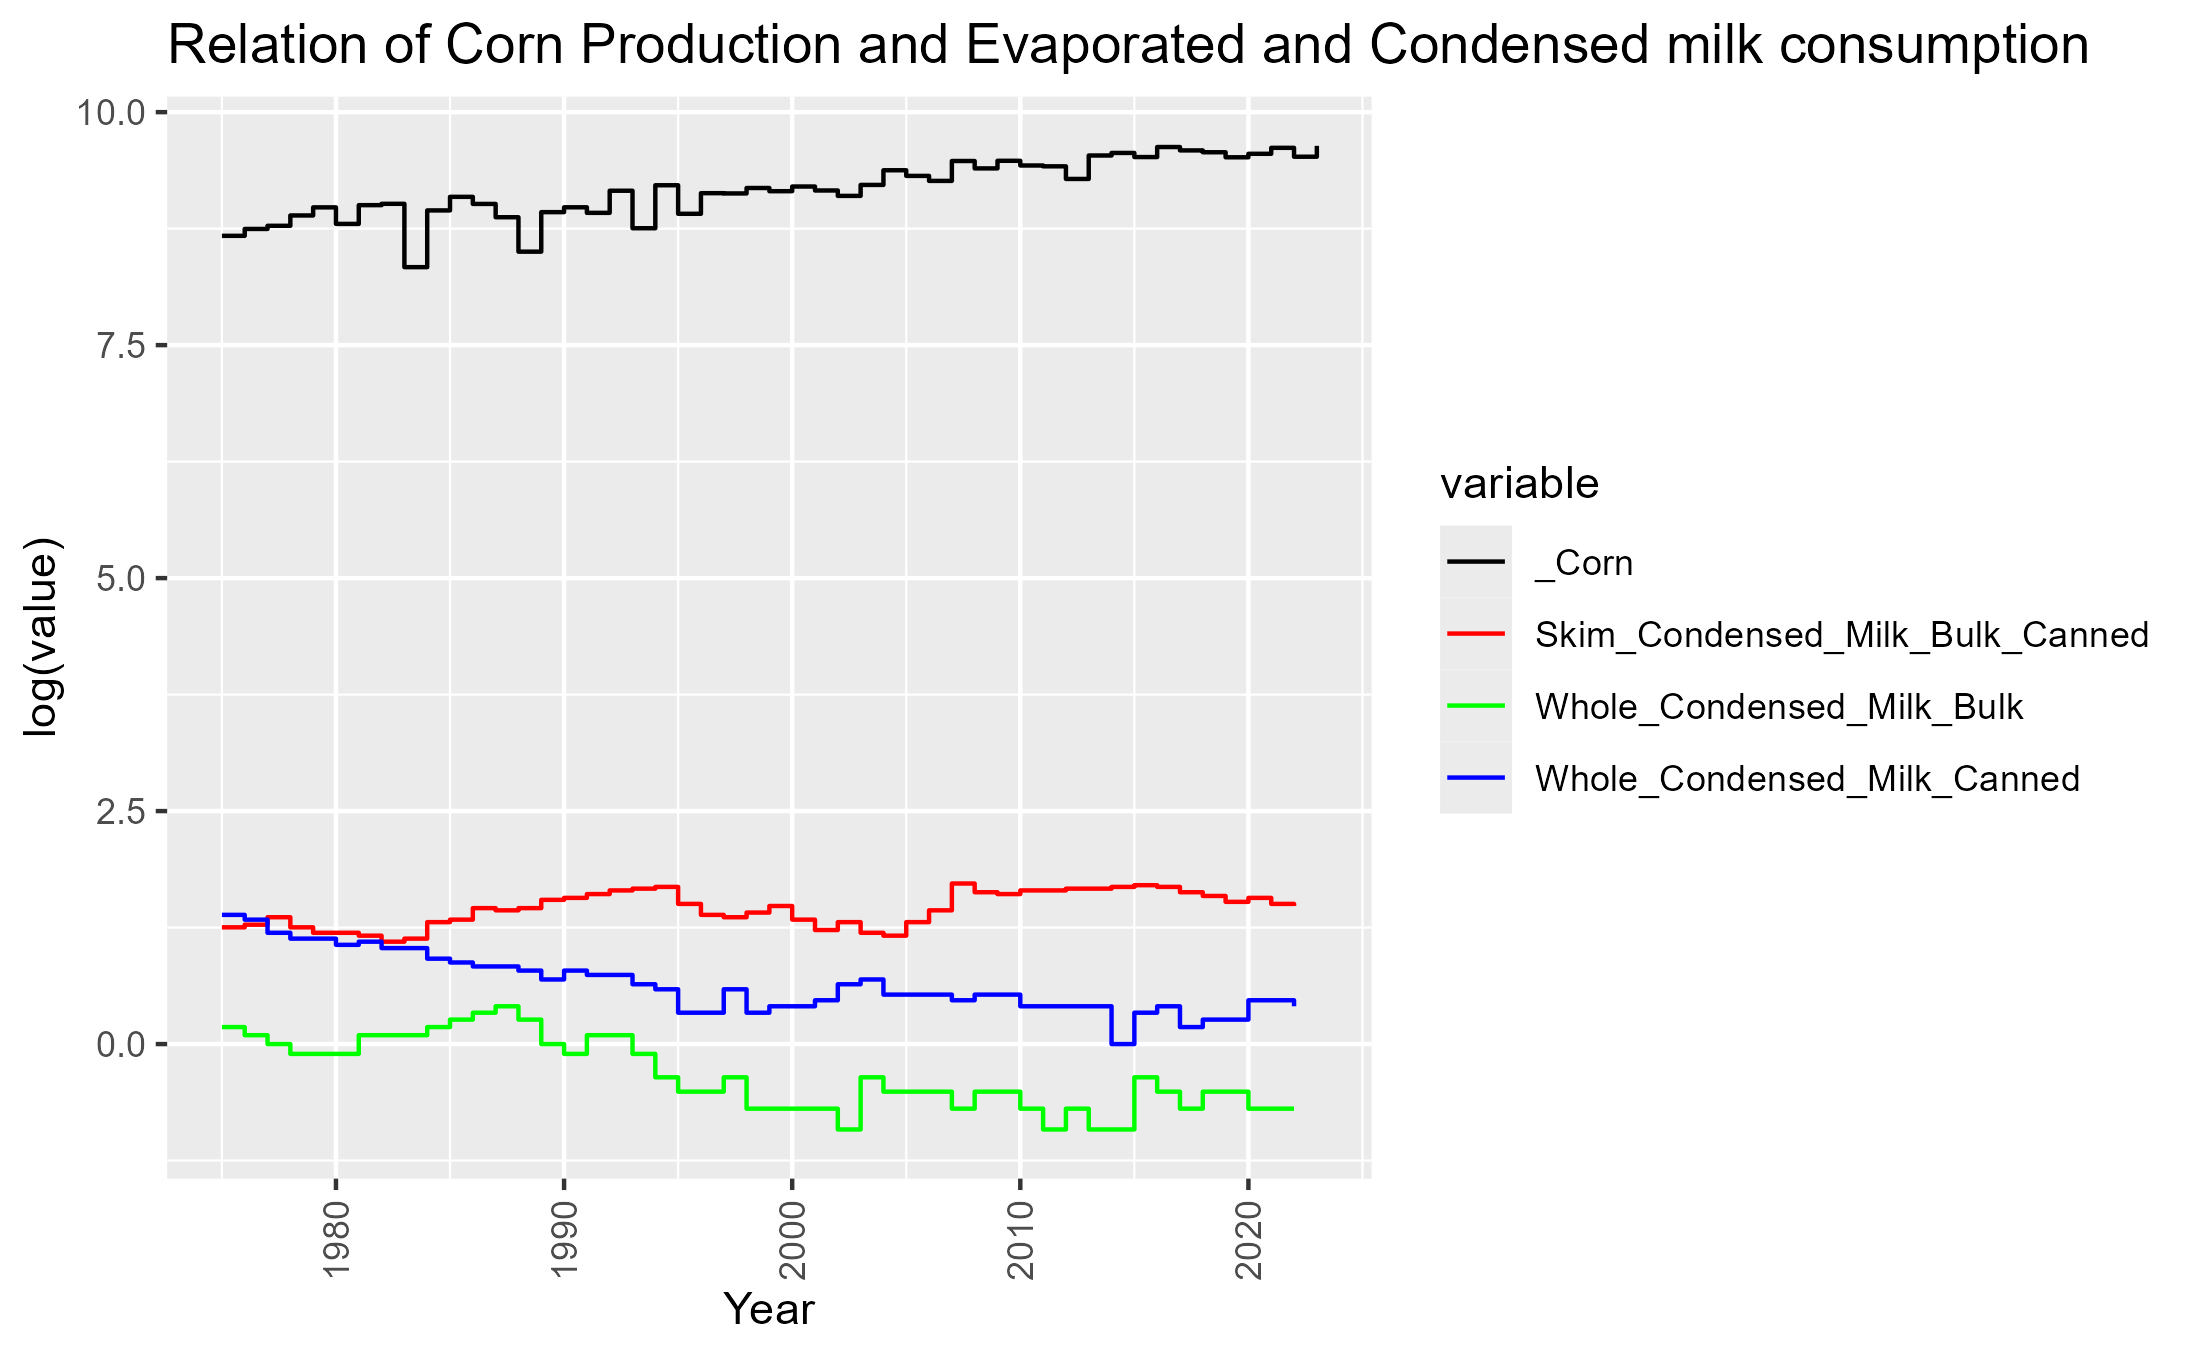 Relation of Corn Production and Evaporated and Condensed milk consumption
10.0
7.5
5.0
2.5
0.0
log(value)
1980
1990
2000
2010
2020
Year
variable
_Corn
Skim_Condensed_Milk_Bulk_Canned
Whole_Condensed_Milk_Bulk
Whole_Condensed_Milk_Canned